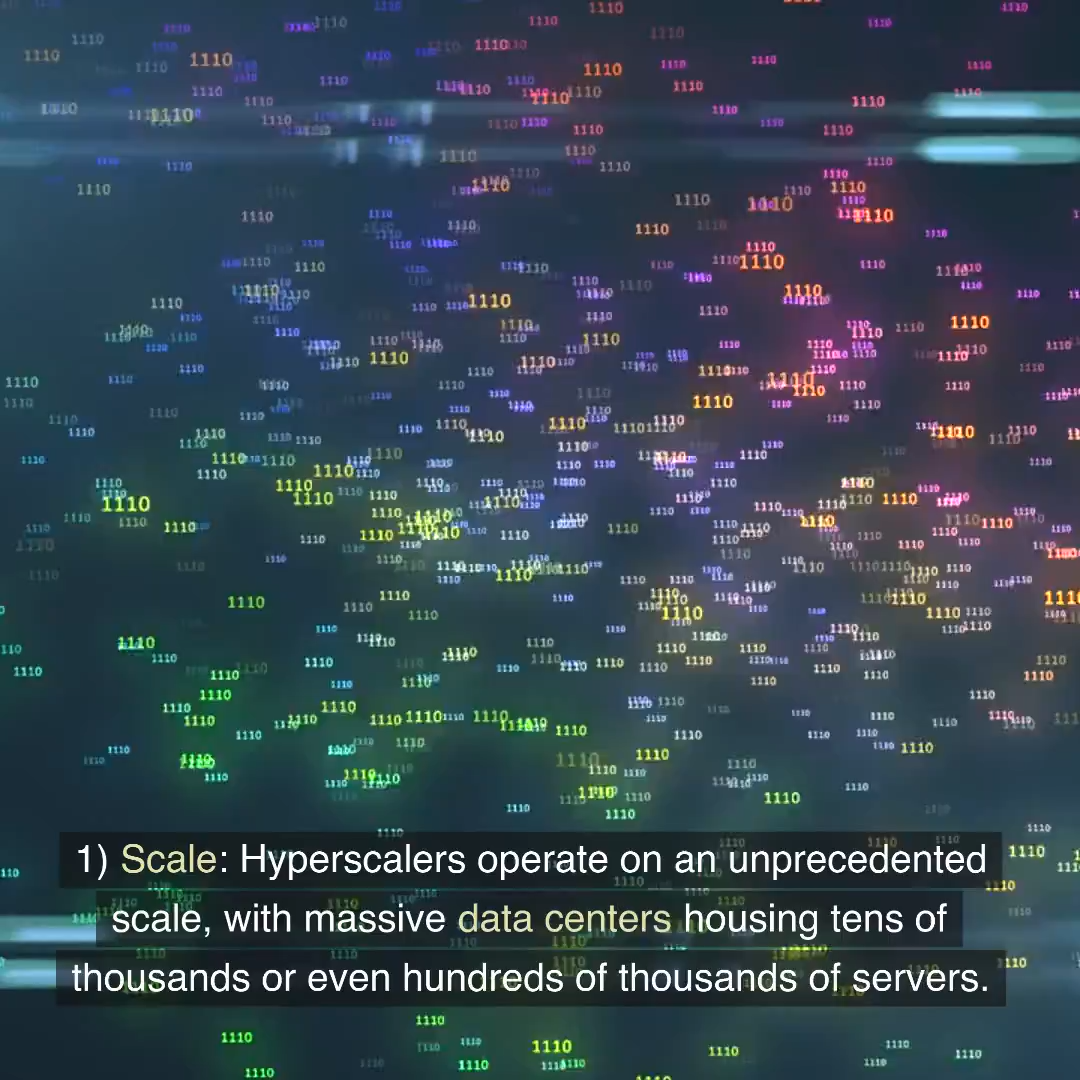 1) Scale: Hyperscalers operate on an unprecedented
scale, with massive data centers housing tens of
thousands or even hundreds of thousands of servers.
1110